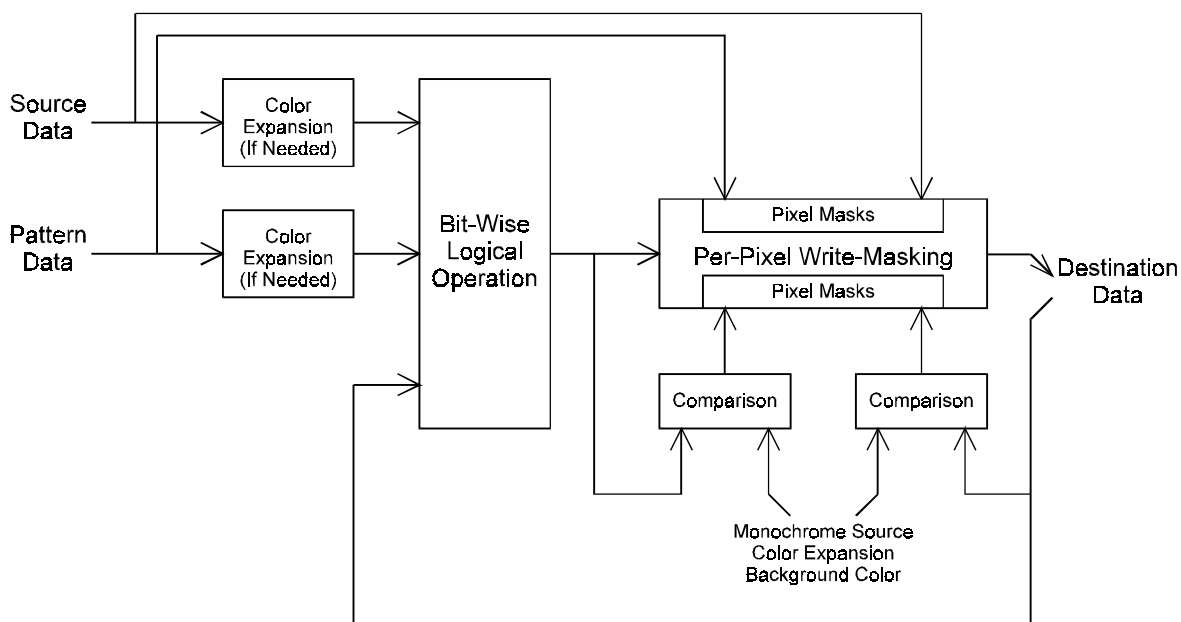 Source
Data
Color
Expansion
(If Needed)
Pattern
Data
Color
Expansion
(If Needed)
Bit-Wise
Logical
Operation
Pixel Masks
Per-Pixel Write-Masking
Pixel Masks
Destination
Data
Comparison
Comparison
Monochrome Source
Color Expansion
Background Color